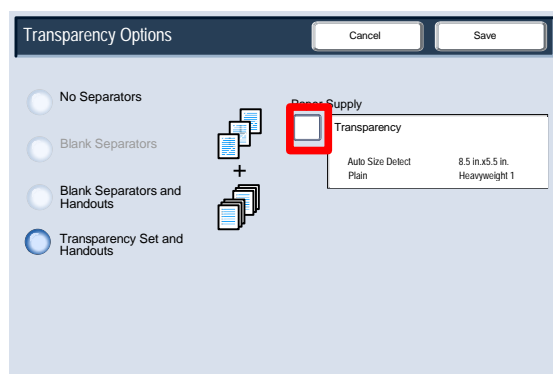 Transparency Options
Cancel
Save
No Separators
Blank Separators
Blank Separators and
Handouts
Transparency Set and
Handouts
+
Paper Supply
Transparency
Auto Size Detect 8.5 in.x5.5 in.
Plain Heavyweight 1